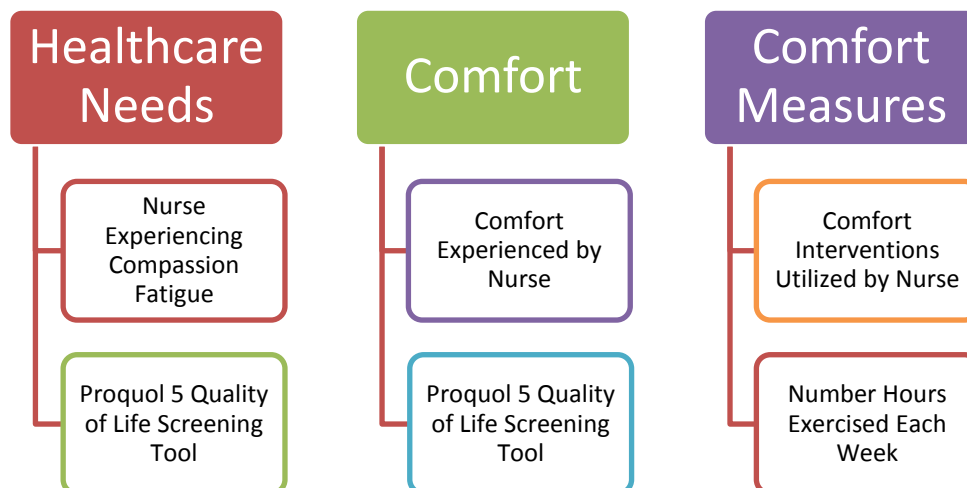 Healthcare
Needs
Nurse
Experiencing
Compassion
Fatigue
Proquol 5 Quality
of Life Screening
Tool
Comfort
Comfort
Experienced by
Nurse
Proquol 5 Quality
of Life Screening
Tool
Comfort
Measures
Comfort
Interventions
Utilized by Nurse
Number Hours
Exercised Each
Week